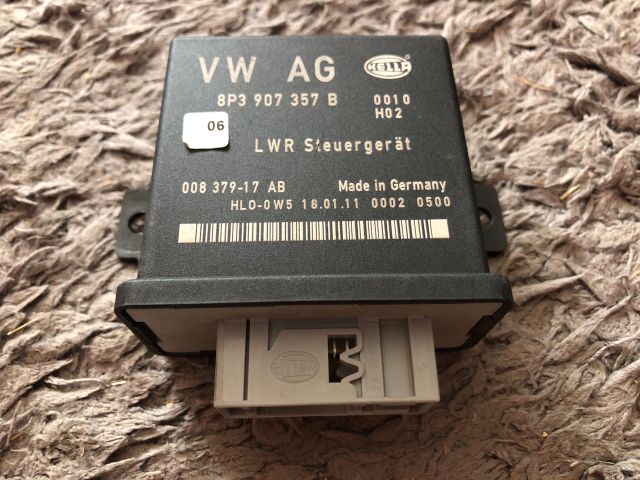 VW AG HELLA
8P3 907 357 B 0010
H02
06
LWR Steuergerät
008 379-17 AB Made in Germany
HLO-0W5 18.01.11 0002 0500
HELLA